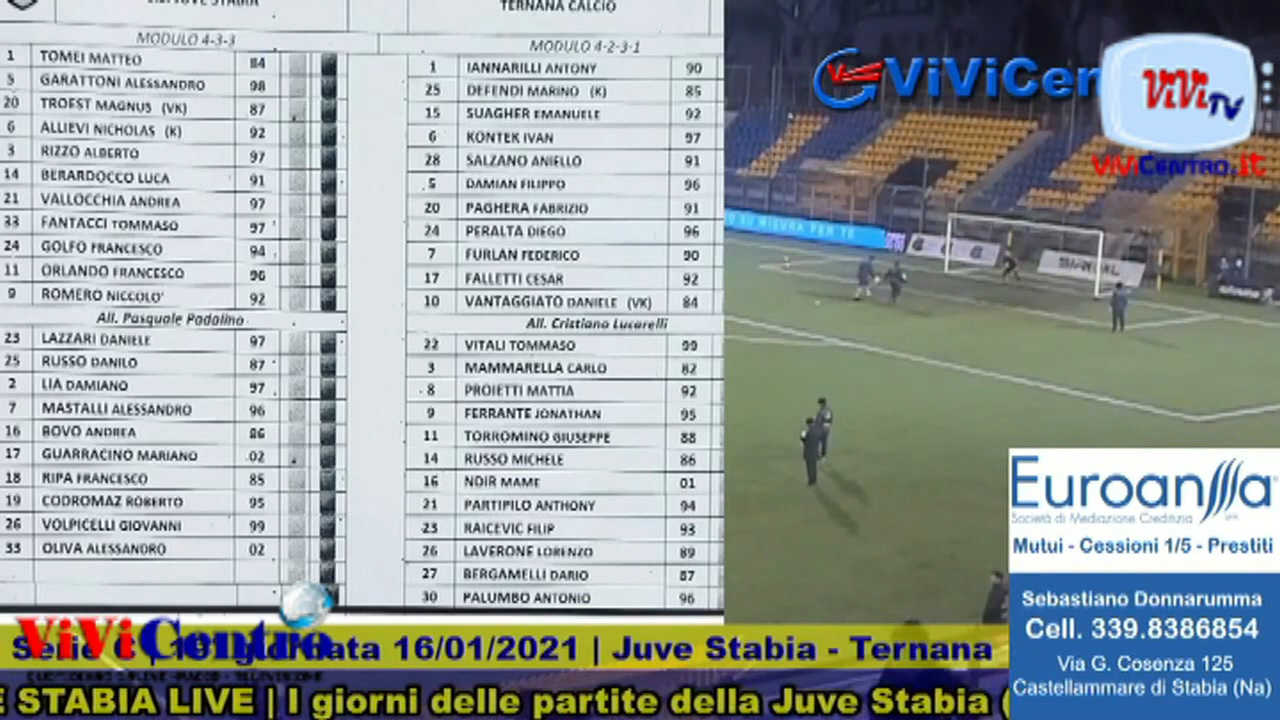 JUVE STABIA
TERNANA CALCIO
MODULO 4-3-3
MODULO 4-2-3-1
1 TOMEI MATTEO 84
5 GARATTONI ALESSANDRO 98
20 TROEST MAGNUS (VK) 87
6 ALLIEVI NICHOLAS (K) 92
3 RIZZO ALBERTO 97
14 BERARDOCCO LUCA 91
21 VALLOCCHIA ANDREA 97
33 FANTACCI TOMMASO 97
24 GOLFO FRANCESCO 94
11 ORLANDO FRANCESCO 96
9 ROMERO NICCOLO' 92
All. Pasquale Padalino
23 LAZZARI DANIELE 97
25 RUSSO DANILO 87
2 LIA DAMIANO 97
7 MASTALLI ALESSANDRO 96
16 BOVO ANDREA 86
17 GUARRACINO MARIANO 02
18 RIPA FRANCESCO 85
19 CODROMAZ ROBERTO 95
26 VOLPICELLI GIOVANNI 99
33 OLIVA ALESSANDRO 02
1 IANNARILLI ANTONY 90
25 DEFENDI MARINO (K) 85
15 SUAGHER EMANUELE 92
6 KONTEK IVAN 97
28 SALZANO ANIELLO 91
5 DAMIAN FILIPPO 96
20 PAGHERA FABRIZIO 91
24 PERALTA DIEGO 96
7 FURLAN FEDERICO 90
17 FALLETTI CESAR 92
10 VANTAGGIATO DANIELE (VK) 84
All. Cristiano Lucarelli
22 VITALI TOMMASO 99
3 MAMMARELLA CARLO 82
8 PROIETTI MATTIA 92
9 FERRANTE JONATHAN 95
11 TORROMINO GIUSEPPE 88
14 RUSSO MICHELE 86
16 NDIR MAME 01
21 PARTIPILO ANTHONY 94
23 RAICEVIC FILIP 93
26 LAVERONE LORENZO 89
27 BERGAMELLI DARIO 87
30 PALUMBO ANTONIO 96
ViViCen
ViVi TV
ViViCentro.it
SU MISURA PER TE
Euroansa
Società di Mediazione Creditizia
Mutui - Cessioni 1/5 - Prestiti
Sebastiano Donnarumma
Cell. 339.8386854
Via G. Cosenza 125
Castellammare di Stabia (Na)
ViViCentro
Serie C | giornata 16/01/2021 | Juve Stabia - Ternana
E STABIA LIVE | I giorni delle partite della Juve Stabia (